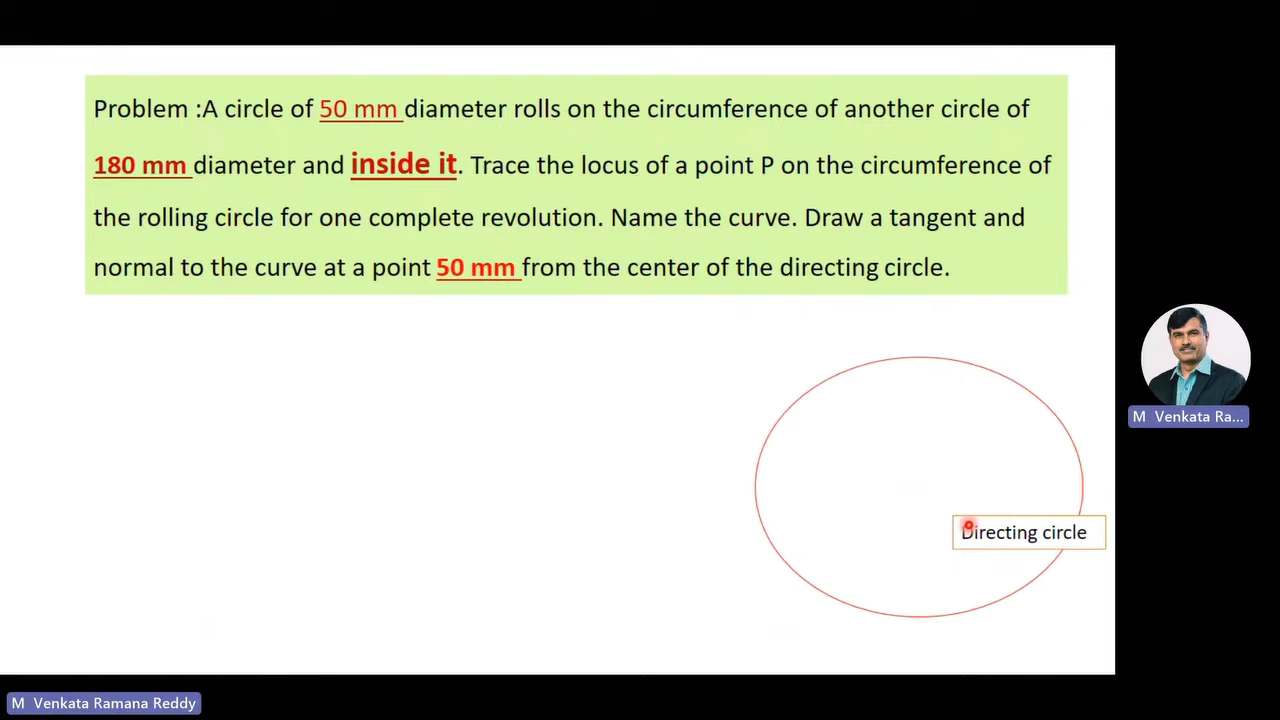 Problem :A circle of 50 mm diameter rolls on the circumference of another circle of
180 mm diameter and inside it. Trace the locus of a point P on the circumference of
the rolling circle for one complete revolution. Name the curve. Draw a tangent and
normal to the curve at a point 50 mm from the center of the directing circle.
M Venkata Ra...
Directing circle
M Venkata Ramana Reddy